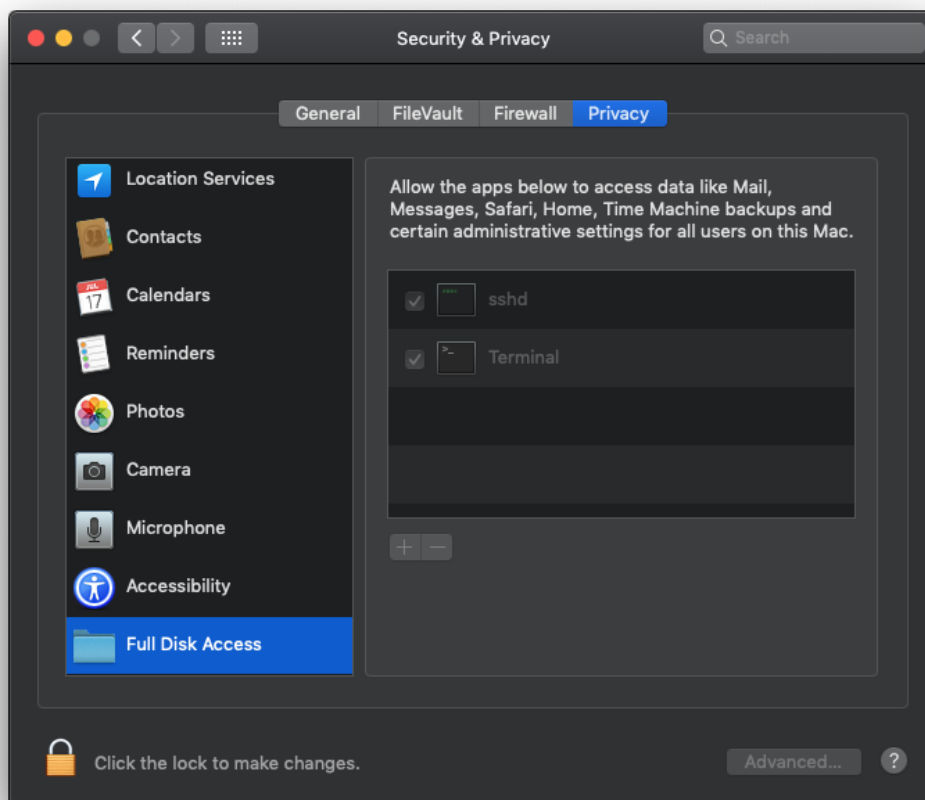 Security & Privacy
Search
General
FileVault
Firewall
Privacy
Location Services
Contacts
JUL
17
Calendars
Reminders
Photos
Camera
Microphone
Accessibility
Full Disk Access
Allow the apps below to access data like Mail,
Messages, Safari, Home, Time Machine backups and
certain administrative settings for all users on this Mac.
sshd
>_
Terminal
+
−
Click the lock to make changes.
Advanced...
?